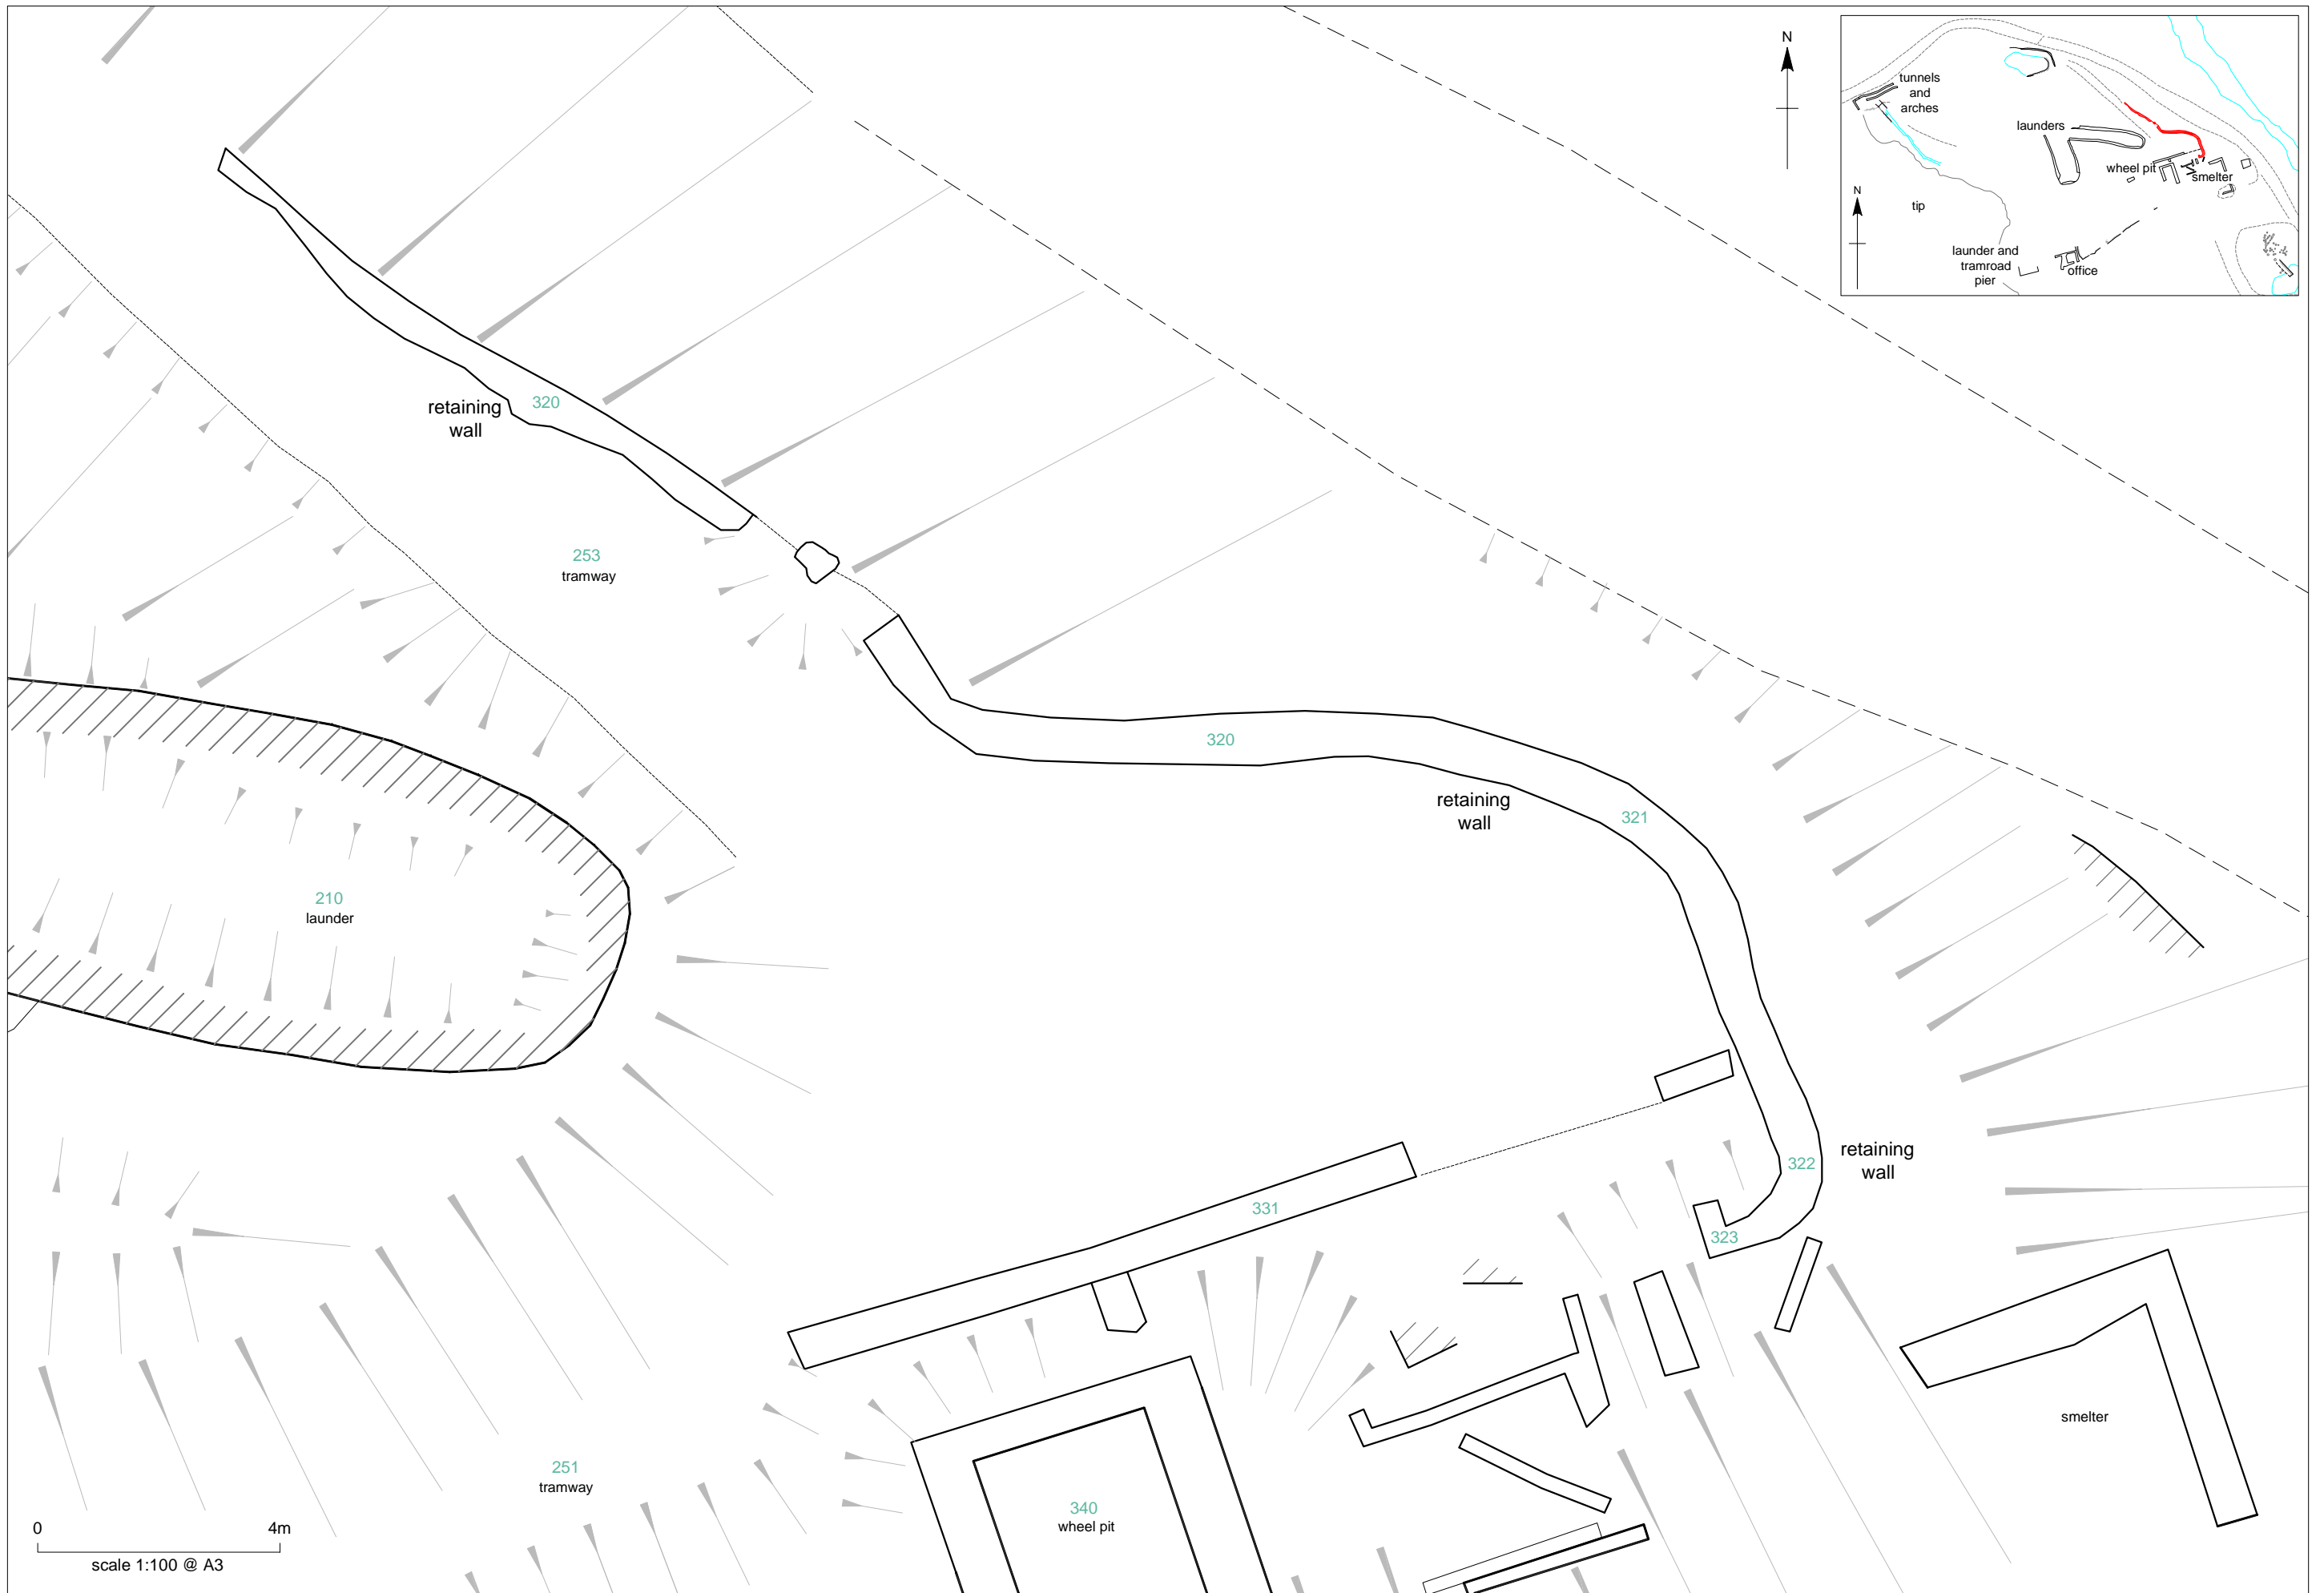 N
tunnels
and
arches
launders
wheel pit
smelter
N
tip
launder and
tramroad
pier
office
320
retaining
wall
253
tramway
320
retaining
wall
321
210
launder
retaining
wall
322
331
323
smelter
251
tramway
340
wheel pit
0
4m
scale 1:100 @ A3